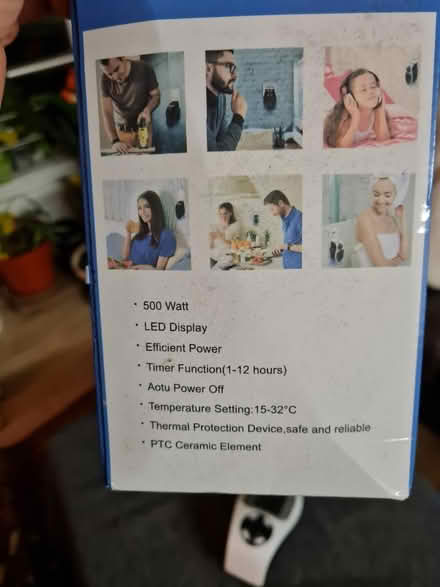 · 500 Watt
· LED Display
· Efficient Power
· Timer Function(1-12 hours)
· Aotu Power Off
· Temperature Setting:15-32°C
· Thermal Protection Device,safe and reliable
· PTC Ceramic Element